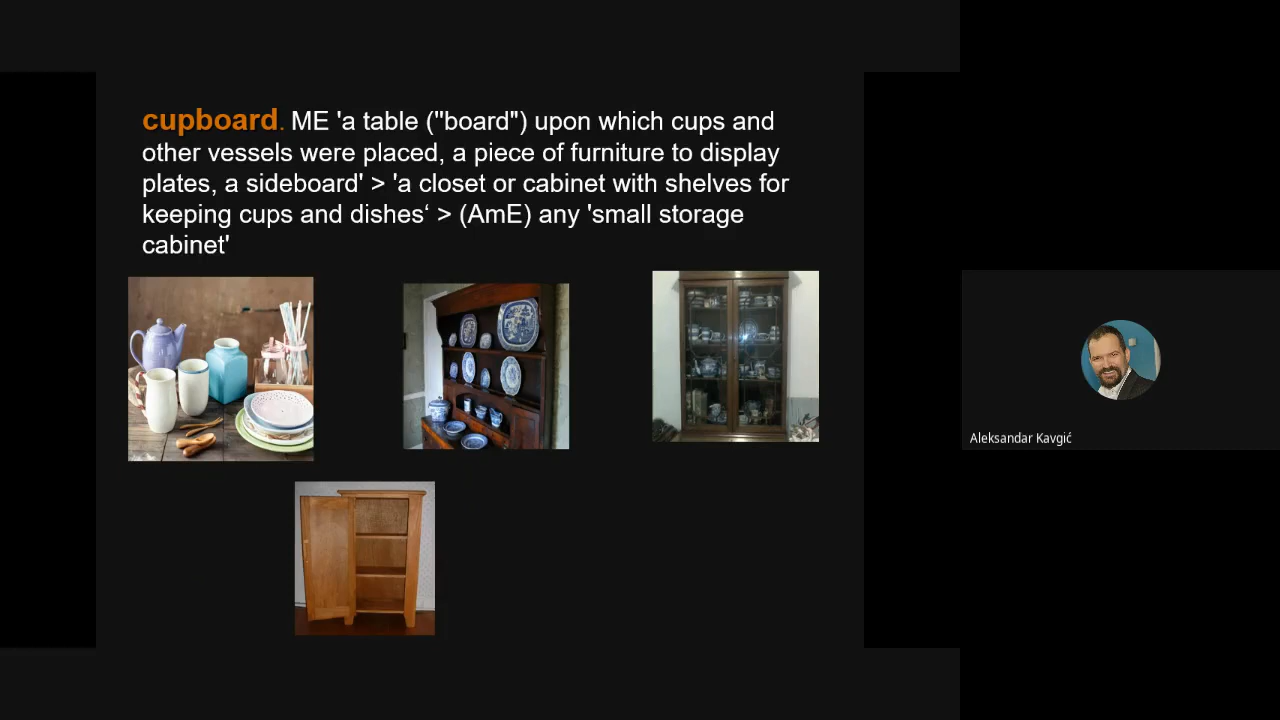 cupboard. ME 'a table ("board") upon which cups and
other vessels were placed, a piece of furniture to display
plates, a sideboard' > 'a closet or cabinet with shelves for
keeping cups and dishes‘ > (AmE) any 'small storage
cabinet'
Aleksandar Kavgić